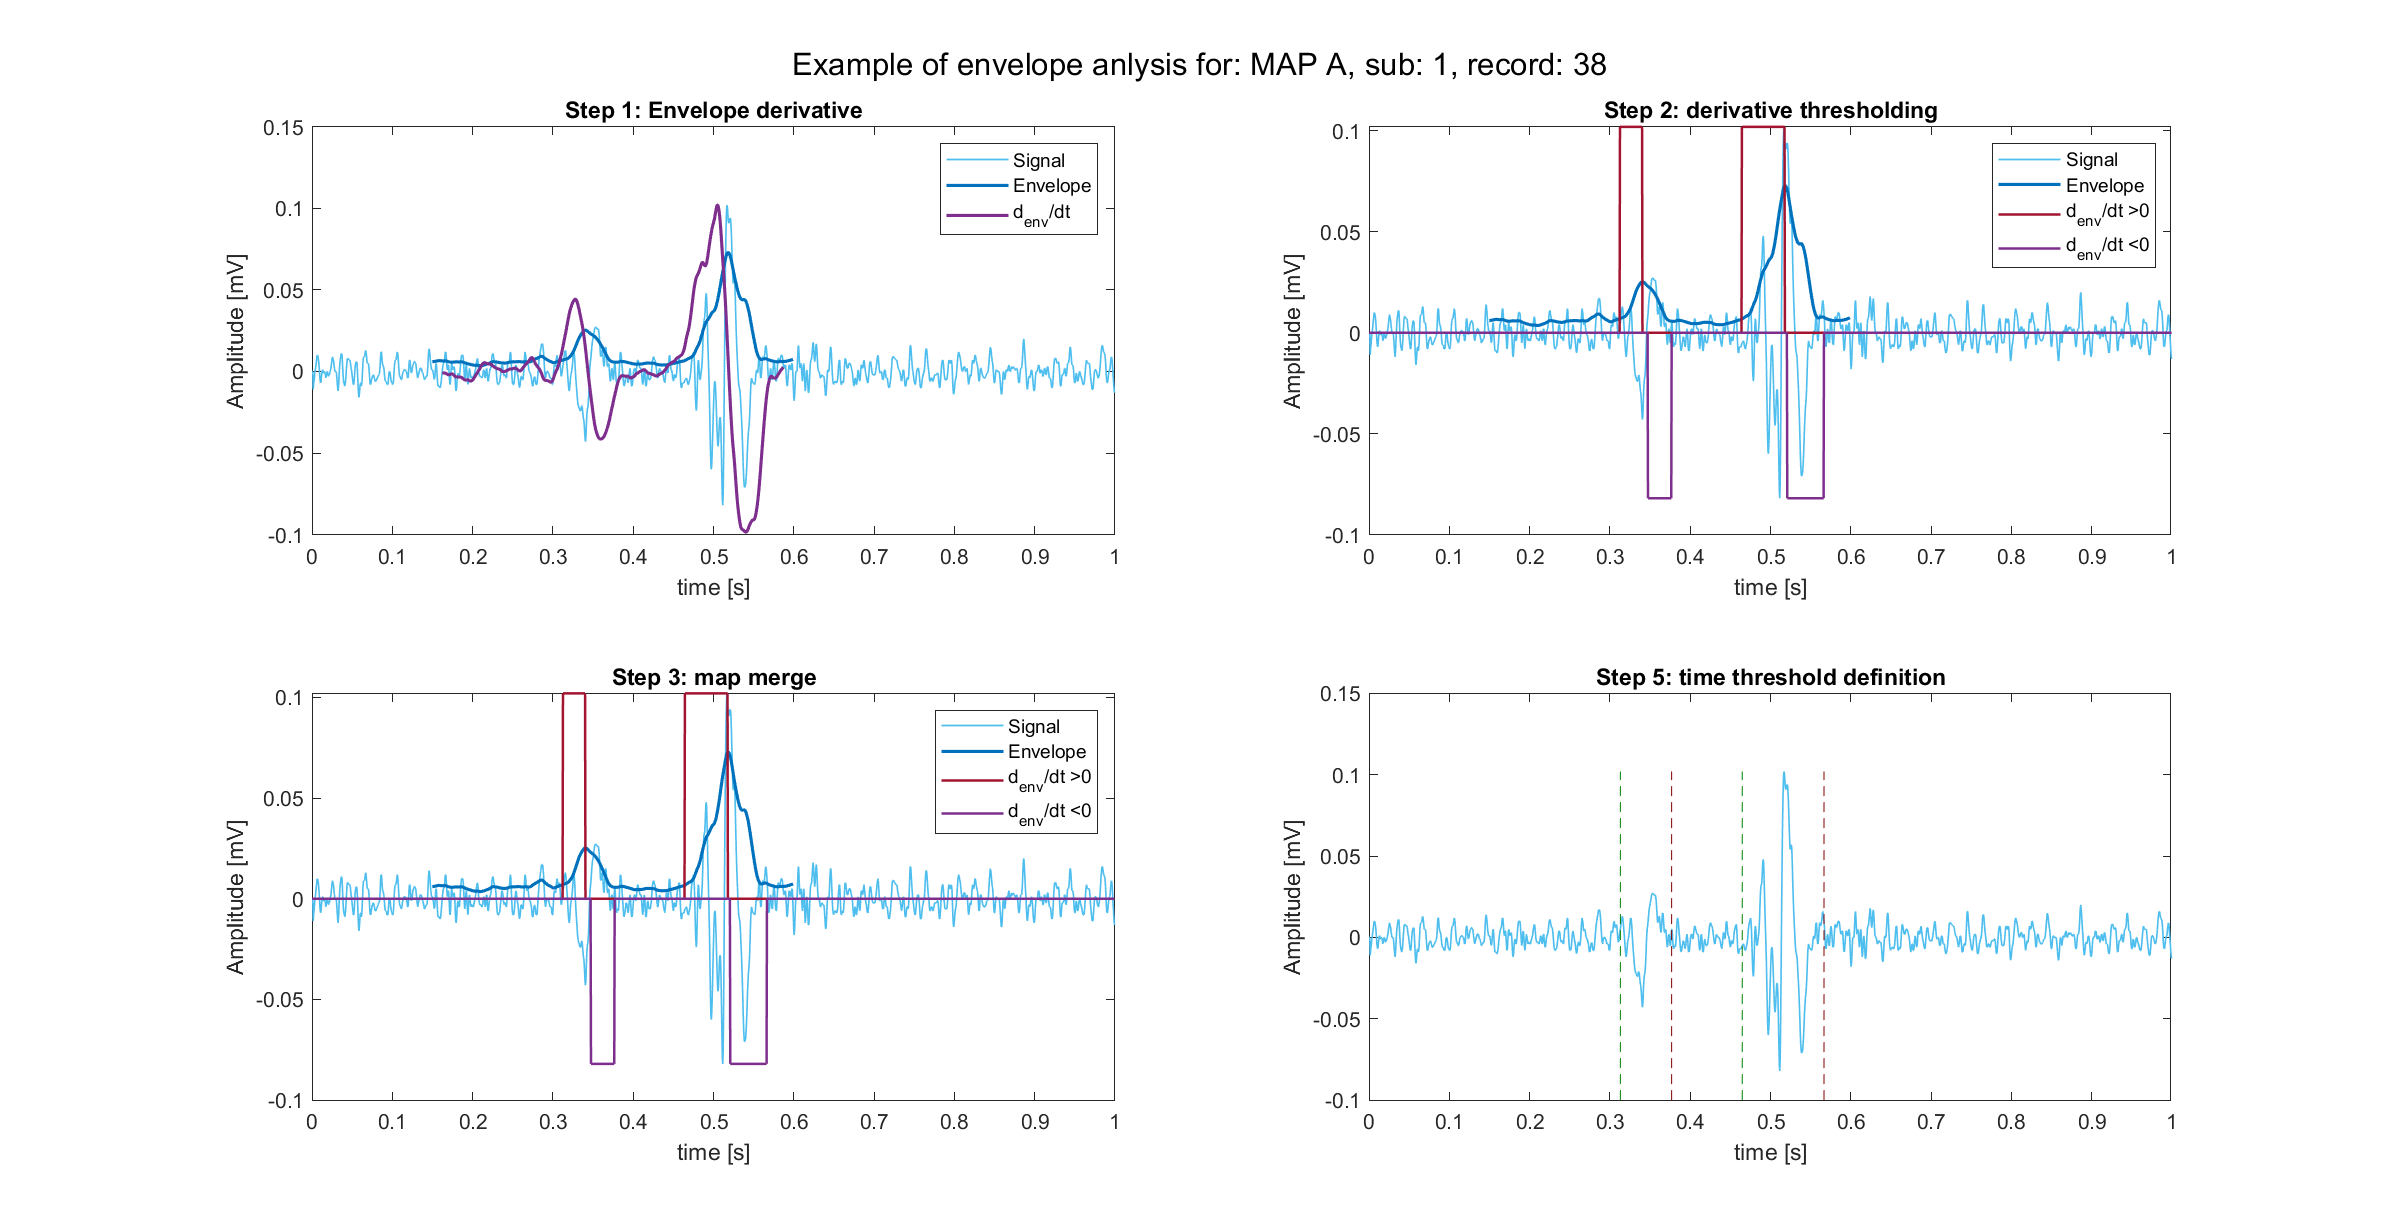 Example of envelope anlysis for: MAP A, sub: 1, record: 38
Step 1: Envelope derivative
0.15
0.1
0.05
0
-0.05
-0.1
Amplitude [mV]
0 0.1 0.2 0.3 0.4 0.5 0.6 0.7 0.8 0.9 1
time [s]
Signal
Envelope
d_env/dt
Step 2: derivative thresholding
0.1
0.05
0
-0.05
-0.1
Amplitude [mV]
0 0.1 0.2 0.3 0.4 0.5 0.6 0.7 0.8 0.9 1
time [s]
Signal
Envelope
d_env/dt >0
d_env/dt <0
Step 3: map merge
0.1
0.05
0
-0.05
-0.1
Amplitude [mV]
0 0.1 0.2 0.3 0.4 0.5 0.6 0.7 0.8 0.9 1
time [s]
Signal
Envelope
d_env/dt >0
d_env/dt <0
Step 5: time threshold definition
0.15
0.1
0.05
0
-0.05
-0.1
Amplitude [mV]
0 0.1 0.2 0.3 0.4 0.5 0.6 0.7 0.8 0.9 1
time [s]